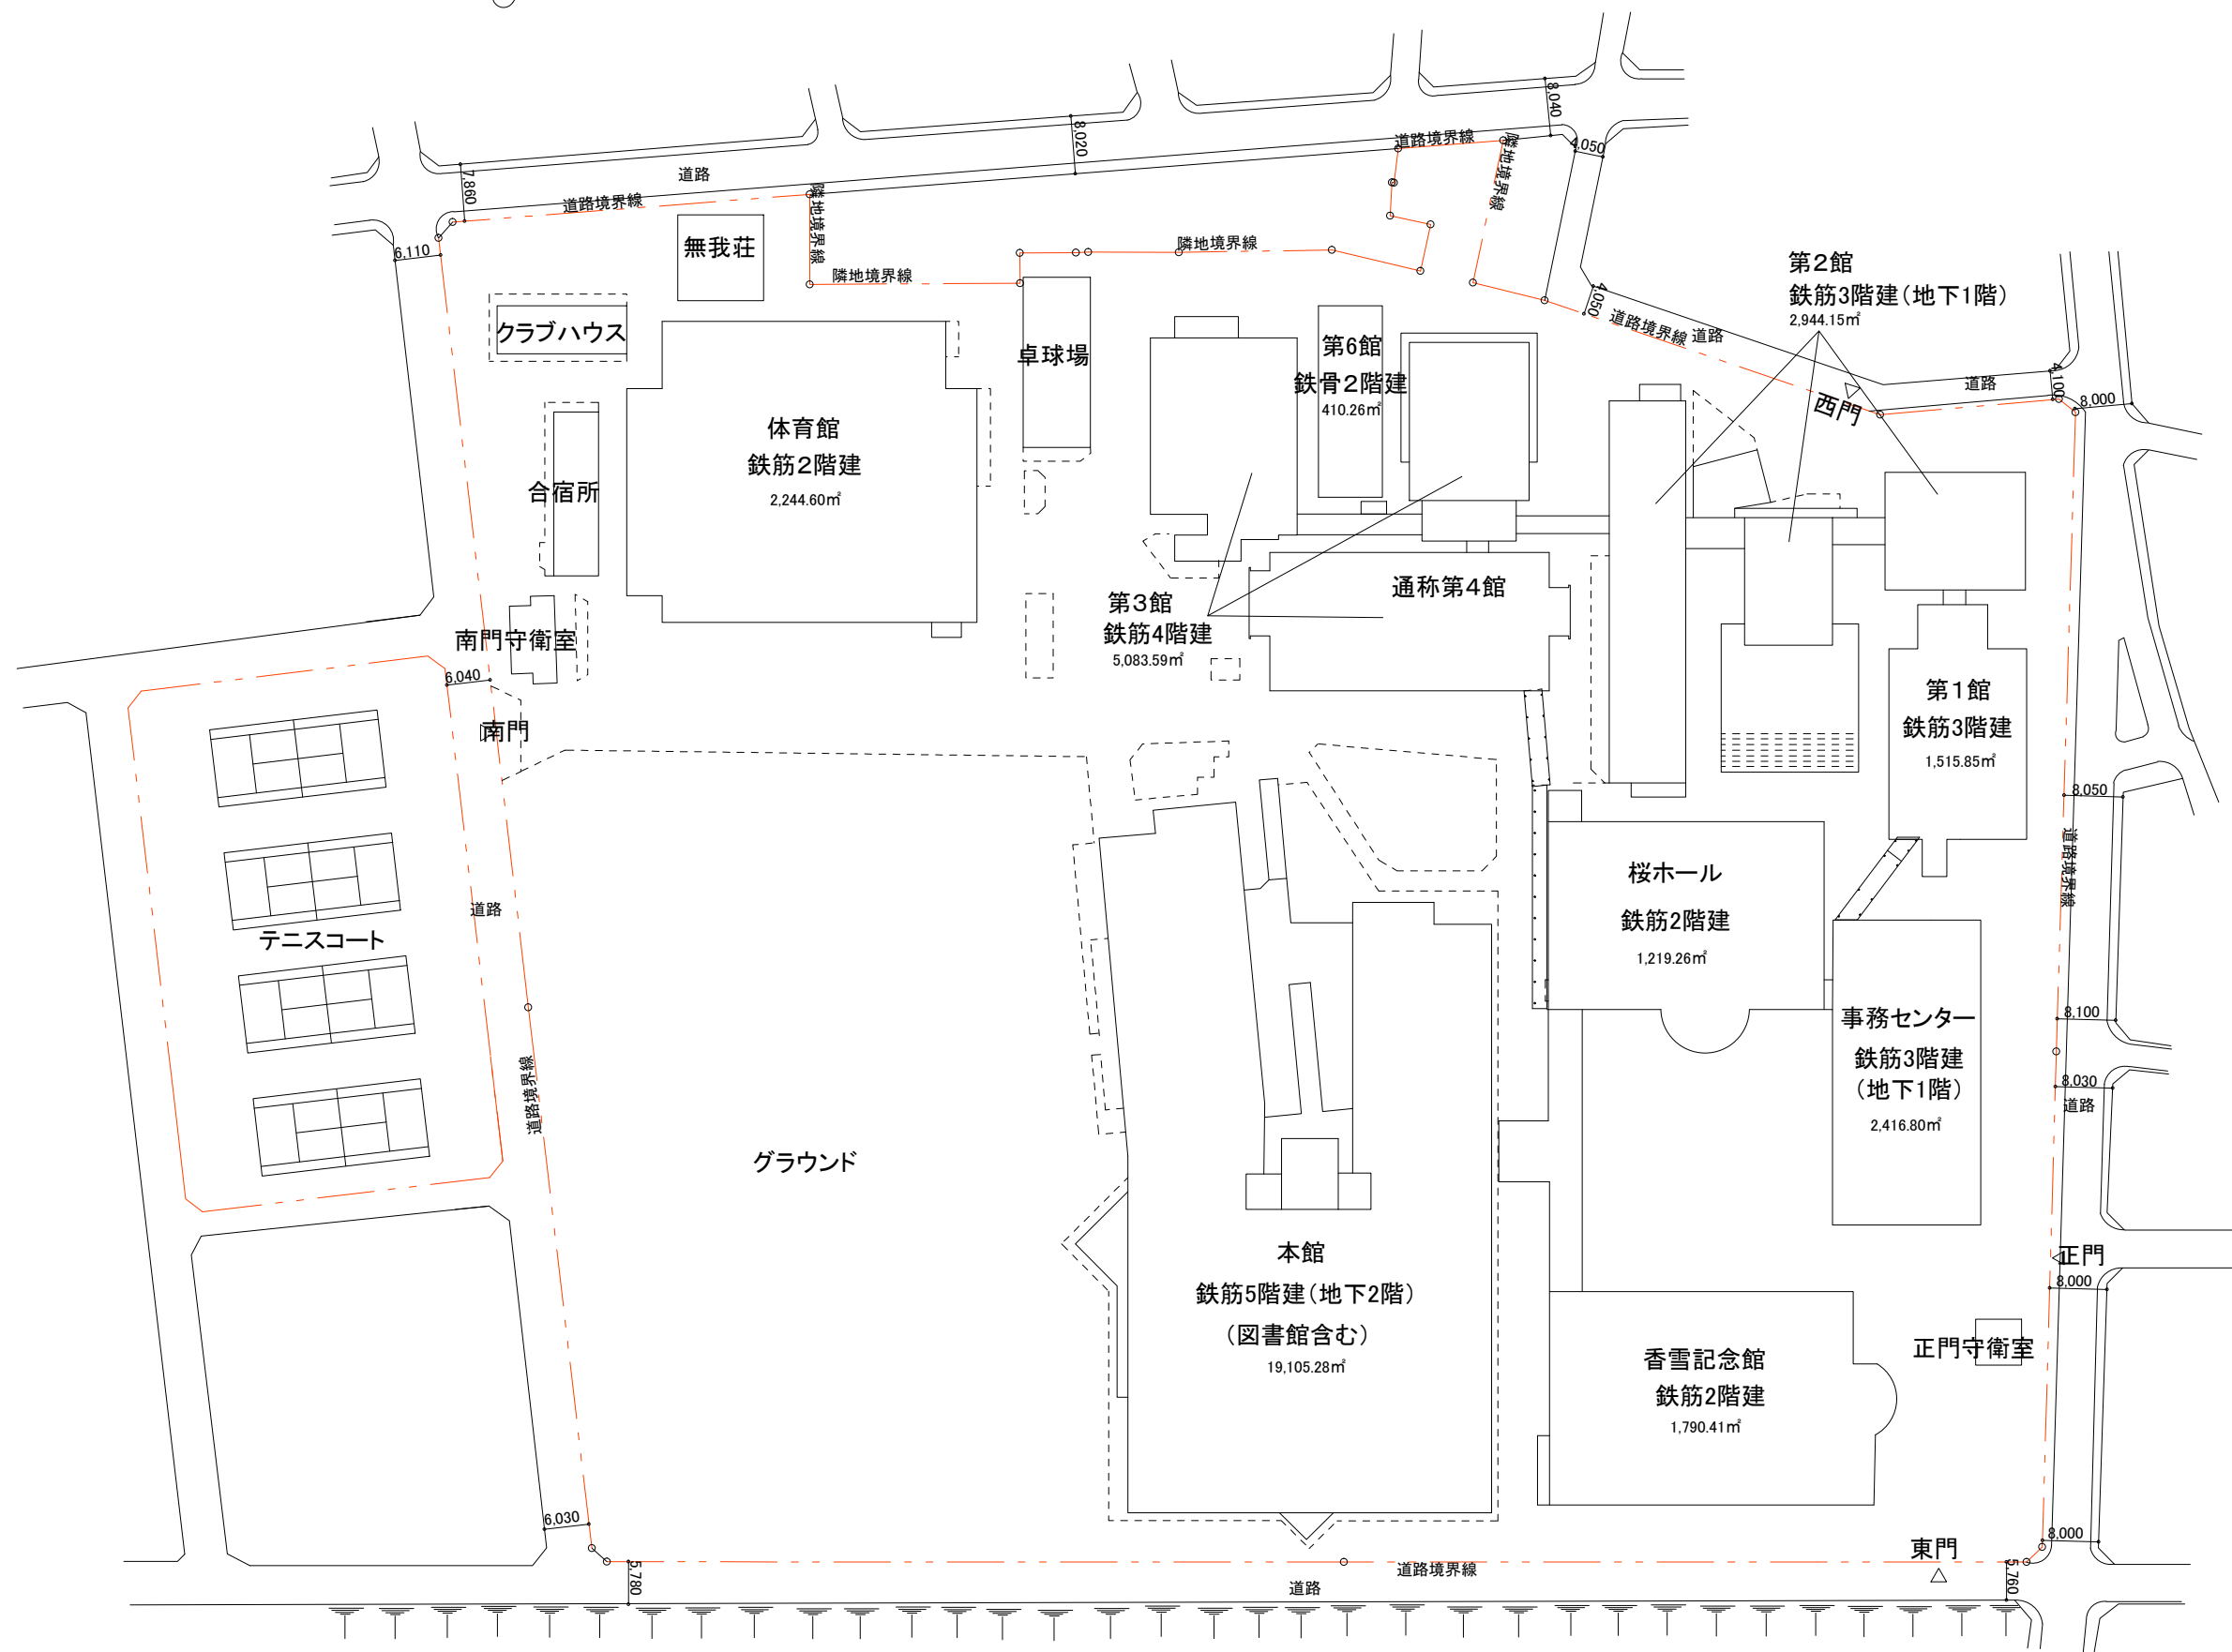 8,040
道路境界線
隣地境界線
4,050
8,020
道路
7,860
道路境界線
隣地境界線
6,110
無我荘
隣地境界線
隣地境界線
第2館
鉄筋3階建(地下1階)
2,944.15㎡
4,050
道路境界線
道路
クラブハウス
卓球場
第6館
鉄骨2階建
410.26㎡
道路
4,100
8,000
西門
体育館
鉄筋2階建
2,244.60㎡
合宿所
通称第4館
第3館
鉄筋4階建
5,083.59㎡
南門守衛室
6,040
南門
第1館
鉄筋3階建
1,515.85㎡
8,050
道路境界線
桜ホール
鉄筋2階建
1,219.26㎡
道路
テニスコート
事務センター
鉄筋3階建
(地下1階)
2,416.80㎡
8,100
8,030
道路
道路境界線
グラウンド
本館
鉄筋5階建(地下2階)
(図書館含む)
19,105.28㎡
正門
8,000
正門守衛室
香雪記念館
鉄筋2階建
1,790.41㎡
6,030
8,000
東門
5,780
道路境界線
道路
5,760